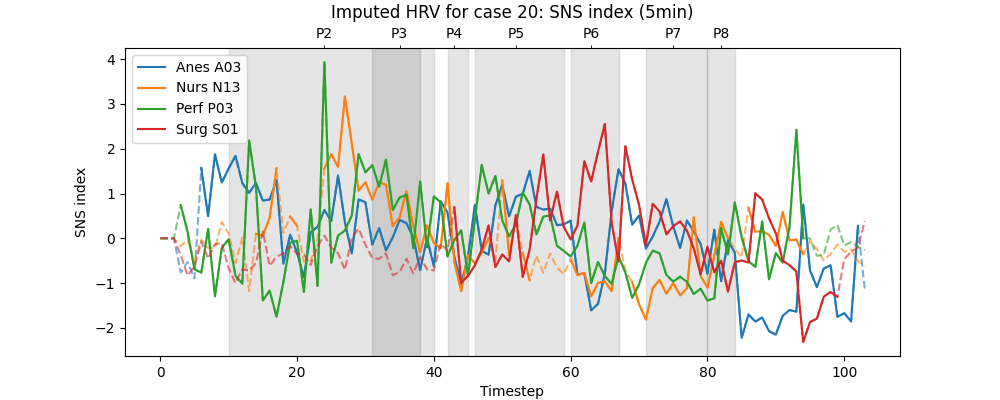 Imputed HRV for case 20: SNS index (5min)
P2 P3 P4 P5 P6 P7 P8
Anes A03
Nurs N13
Perf P03
Surg S01
SNS index
4
3
2
1
0
−1
−2
0 20 40 60 80 100
Timestep